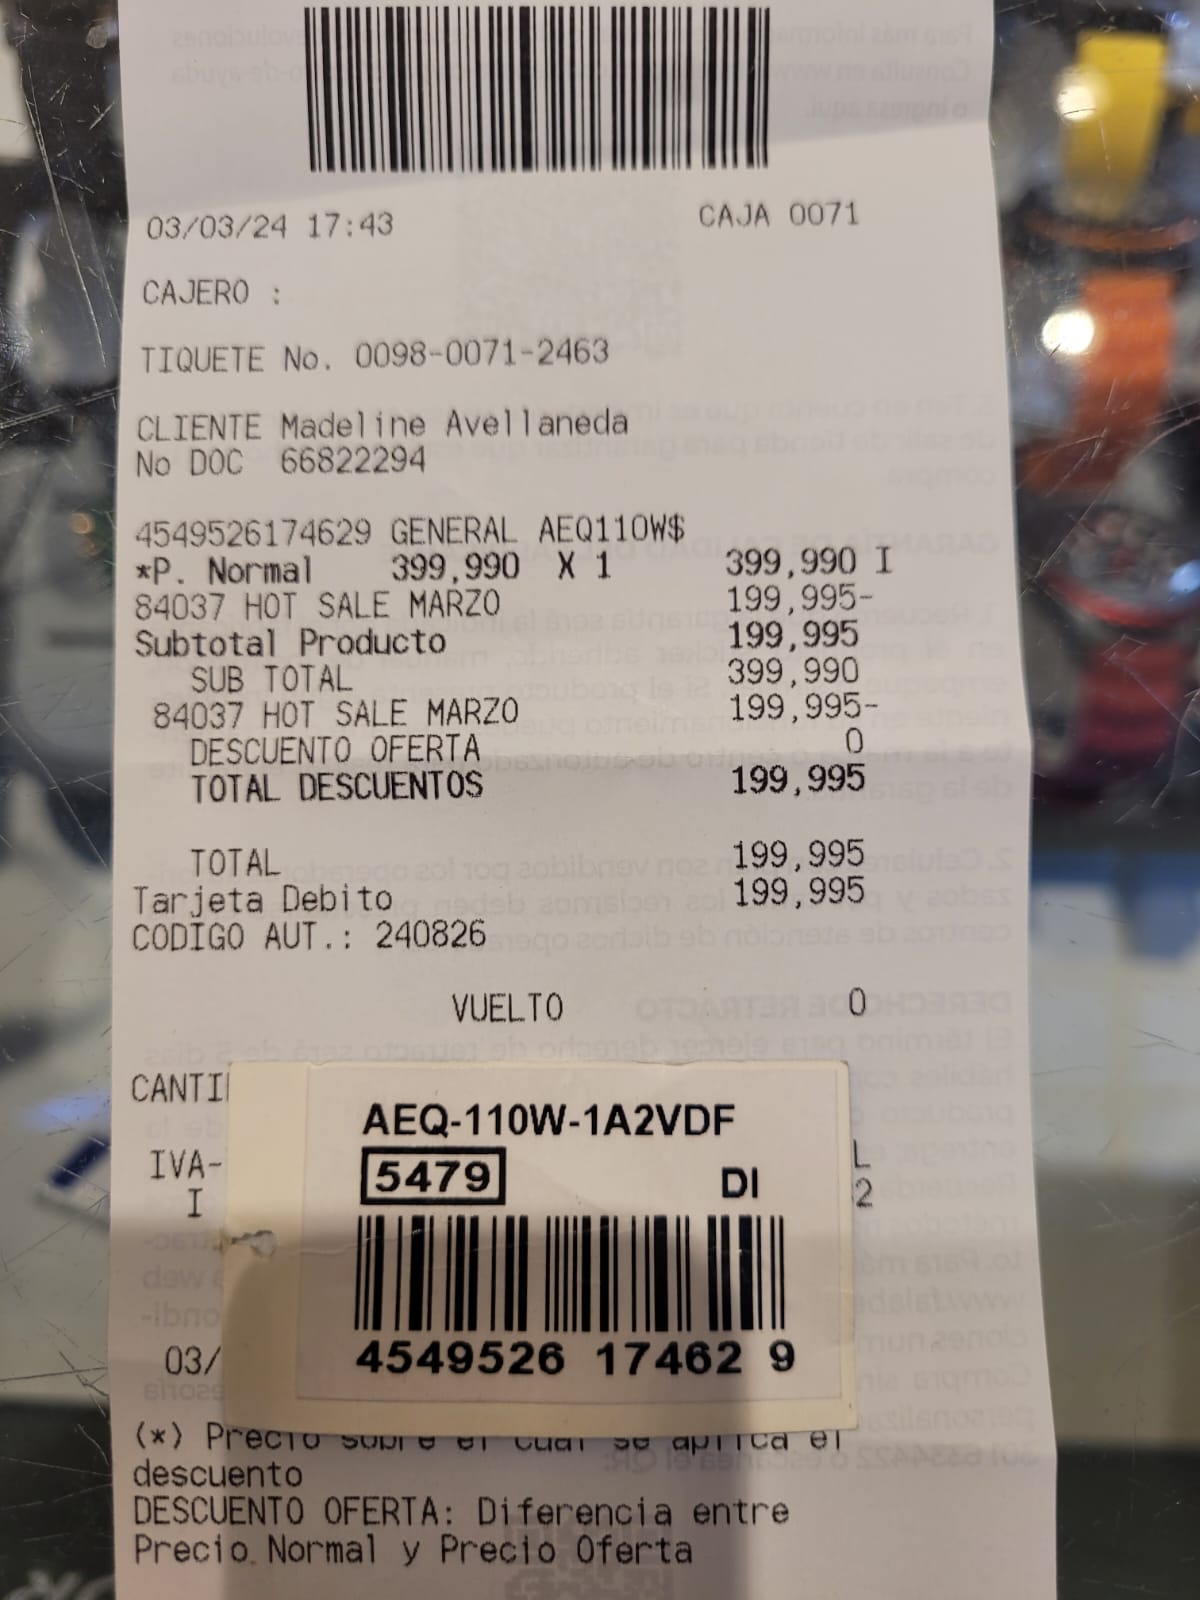 03/03/24 17:43 CAJA 0071
CAJERO :
TIQUETE No. 0098-0071-2463
CLIENTE Madeline Avellaneda
No DOC 66822294
4549526174629 GENERAL AEQ110W$
*P. Normal 399,990 X 1 399,990 I
84037 HOT SALE MARZO 199,995-
Subtotal Producto 199,995
SUB TOTAL 399,990
84037 HOT SALE MARZO 199,995-
DESCUENTO OFERTA 0
TOTAL DESCUENTOS 199,995
TOTAL 199,995
Tarjeta Debito 199,995
CODIGO AUT.: 240826
VUELTO 0
CANTI
IVA- L
I 2
AEQ-110W-1A2VDF
5479 DI
4549526 17462 9
03/
(*) Precio sobre el cual se aplica el
descuento
DESCUENTO OFERTA: Diferencia entre
Precio Normal y Precio Oferta